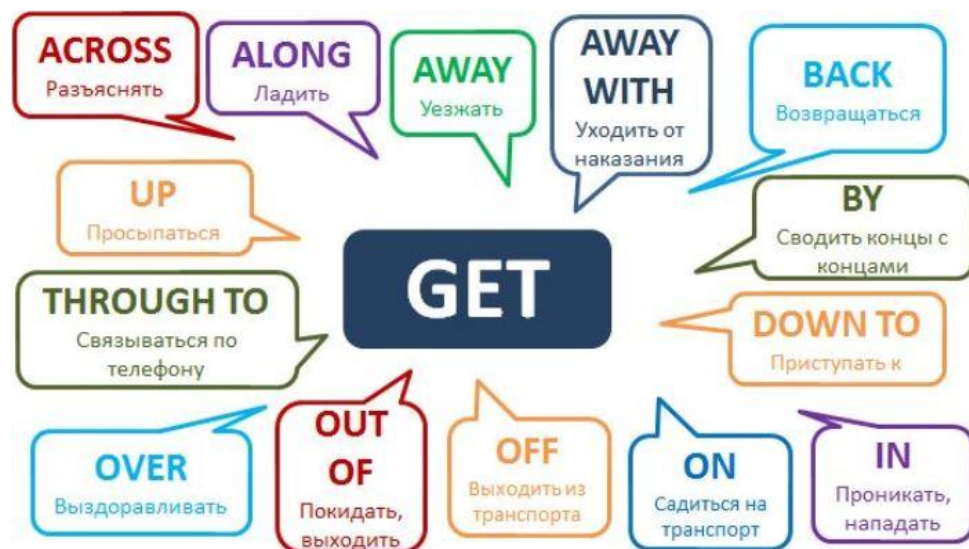 ACROSS
Разъяснять
ALONG
Ладить
AWAY
Уезжать
AWAY
WITH
Уходить от
наказания
BACK
Возвращаться
UP
Просыпаться
BY
Сводить концы с
концами
GET
THROUGH TO
Связываться по
телефону
DOWN TO
Приступать к
OVER
Выздоравливать
OUT
OF
Покидать,
выходить
OFF
Выходить из
транспорта
ON
Садиться на
транспорт
IN
Проникать,
нападать